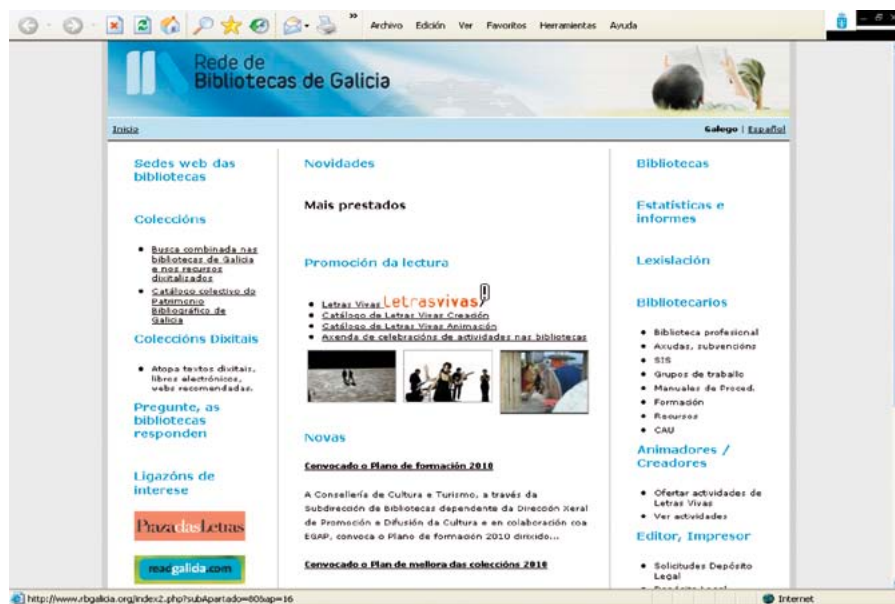 Archivo Edición Ver Favoritos Herramientas Ayuda
Rede de
Bibliotecas de Galicia
Inicio
Galego | Español
Sedes web das
bibliotecas
Coleccións
Busca combinada nas
bibliotecas de Galicia
e nos recursos
dixitalizados
Catálogo colectivo do
Patrimonio
Bibliográfico de
Galicia
Coleccións Dixitais
Atopa textos dixitais,
libros electrónicos,
webs recomendadas.
Pregunte, as
bibliotecas
responden
Ligazóns de
interese
PrazadasLetras
readgalicia.com
Novidades
Mais prestados
Promoción da lectura
Letras Vivas Letrasvivas
Catálogo de Letras Vivas Creación
Catálogo de Letras Vivas Animación
Axenda de celebracións de actividades nas bibliotecas
Novas
Convocado o Plano de formación 2010
A Consellería de Cultura e Turismo, a través da
Subdirección de Bibliotecas dependente da Dirección Xeral
de Promoción e Difusión da Cultura e en colaboración coa
EGAP, convoca o Plano de formación 2010 dirixido...
Convocado o Plan de mellora das coleccións 2010
Bibliotecas
Estatísticas e
informes
Lexislación
Bibliotecarios
Biblioteca profesional
Axudas, subvencións
SIS
Grupos de traballo
Manuales de Proced.
Formación
Recursos
CAU
Animadores /
Creadores
Ofertar actividades de
Letras Vivas
Ver actividades
Editor, Impresor
Solicitudes Depósito
Legal
Depósito Legal
http://www.rbgalicia.org/index2.php?subApartado=80&ap=16
Internet